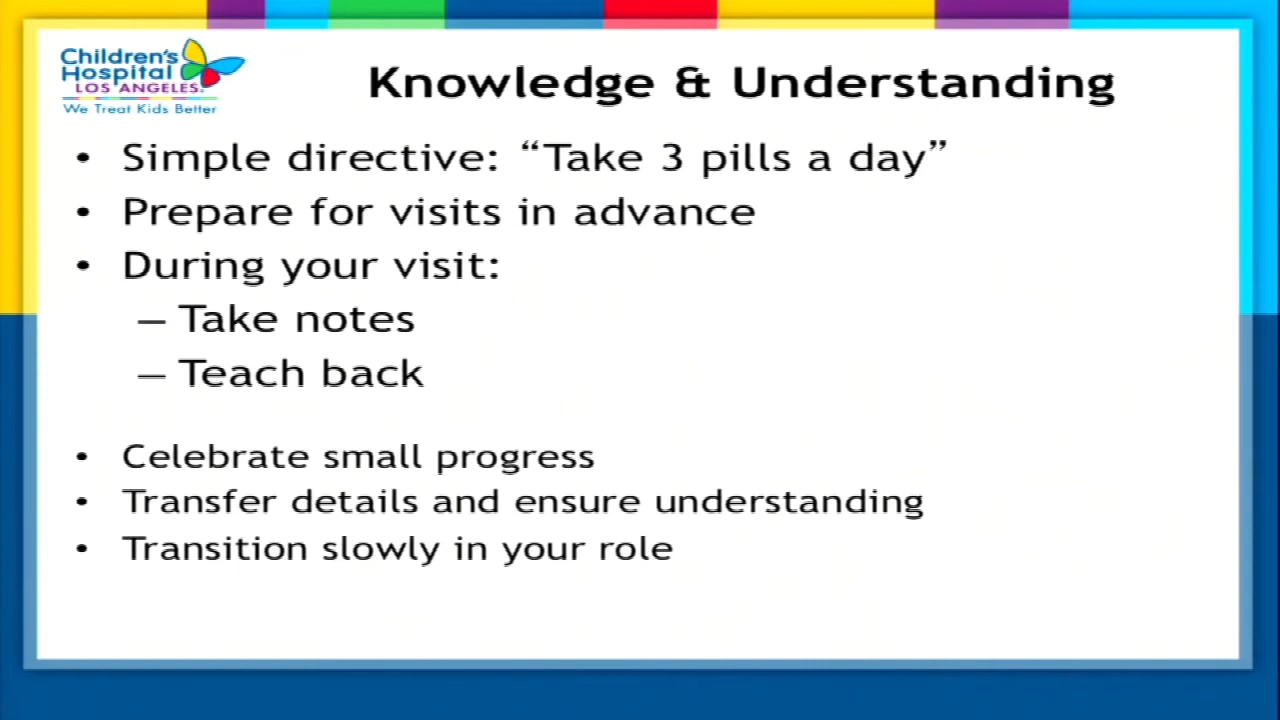 Children's
Hospital
LOS ANGELES
We Treat Kids Better
Knowledge & Understanding
• Simple directive: “Take 3 pills a day”
• Prepare for visits in advance
• During your visit:
– Take notes
– Teach back
• Celebrate small progress
• Transfer details and ensure understanding
• Transition slowly in your role